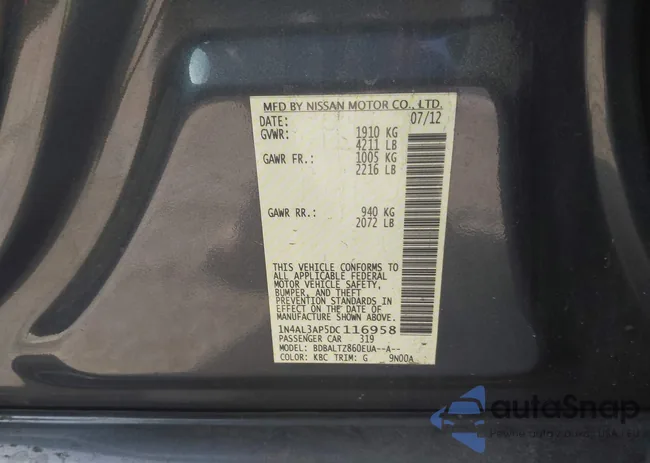 MFD BY NISSAN MOTOR CO., LTD.
DATE: 07/12
GVWR: 1910 KG
4211 LB
GAWR FR.: 1005 KG
2216 LB
GAWR RR.: 940 KG
2072 LB
THIS VEHICLE CONFORMS TO
ALL APPLICABLE FEDERAL
MOTOR VEHICLE SAFETY,
BUMPER, AND THEFT
PREVENTION STANDARDS IN
EFFECT ON THE DATE OF
MANUFACTURE SHOWN ABOVE.
1N4AL3AP5DC116958
PASSENGER CAR 319
MODEL: BDBALTZ860EUA--A--
COLOR: KBC TRIM: G 9N00A
autoSnap